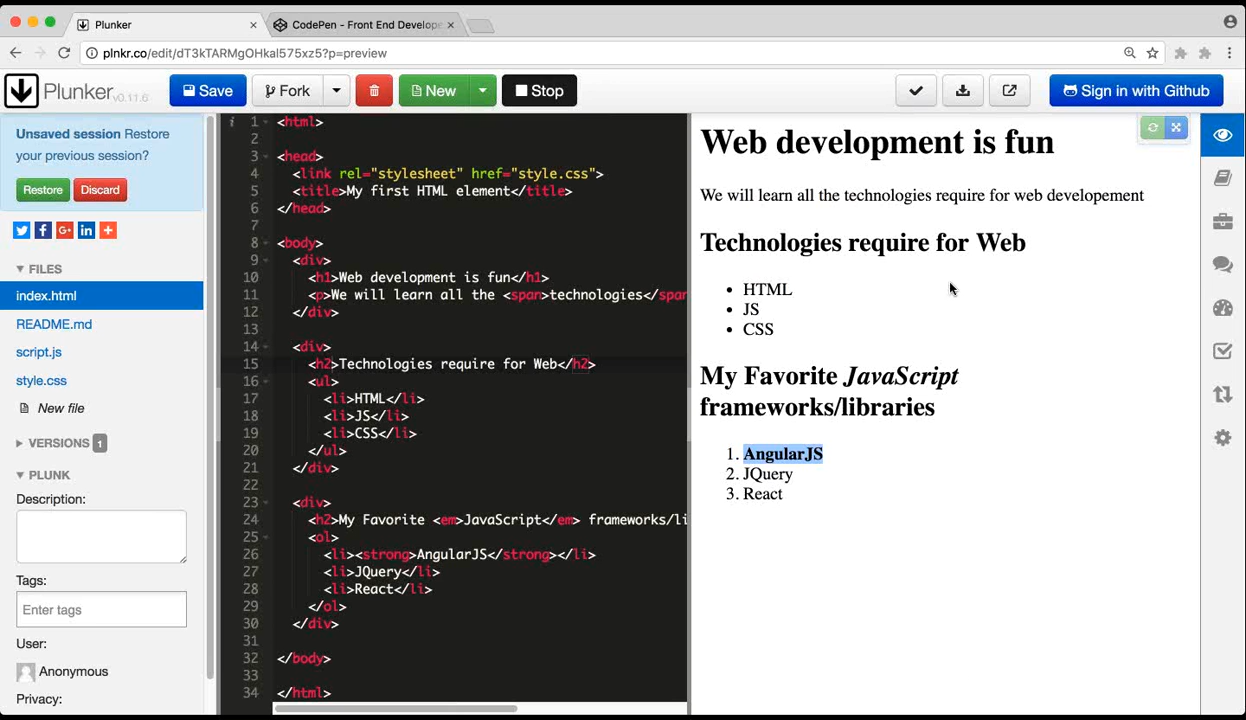 Plunker
CodePen - Front End Develope
plnkr.co/edit/dT3kTARMgOHkal575xz5?p=preview
Plunker v0.11.6
Save
Fork
New
Stop
Sign in with Github
Unsaved session Restore
your previous session?
Restore
Discard
FILES
index.html
README.md
script.js
style.css
New file
VERSIONS 1
PLUNK
Description:
Tags:
Enter tags
User:
Anonymous
Privacy:
1 <html>
2
3 <head>
4 <link rel="stylesheet" href="style.css">
5 <title>My first HTML element</title>
6 </head>
7
8 <body>
9 <div>
10 <h1>Web development is fun</h1>
11 <p>We will learn all the <span>technologies</span
12 </div>
13
14 <div>
15 <h2>Technologies require for Web</h2>
16 <ul>
17 <li>HTML</li>
18 <li>JS</li>
19 <li>CSS</li>
20 </ul>
21 </div>
22
23 <div>
24 <h2>My Favorite <em>JavaScript</em> frameworks/li
25 <ol>
26 <li><strong>AngularJS</strong></li>
27 <li>JQuery</li>
28 <li>React</li>
29 </ol>
30 </div>
31
32 </body>
33
34 </html>
Web development is fun
We will learn all the technologies require for web developement
Technologies require for Web
• HTML
• JS
• CSS
My Favorite JavaScript
frameworks/libraries
1. AngularJS
2. JQuery
3. React